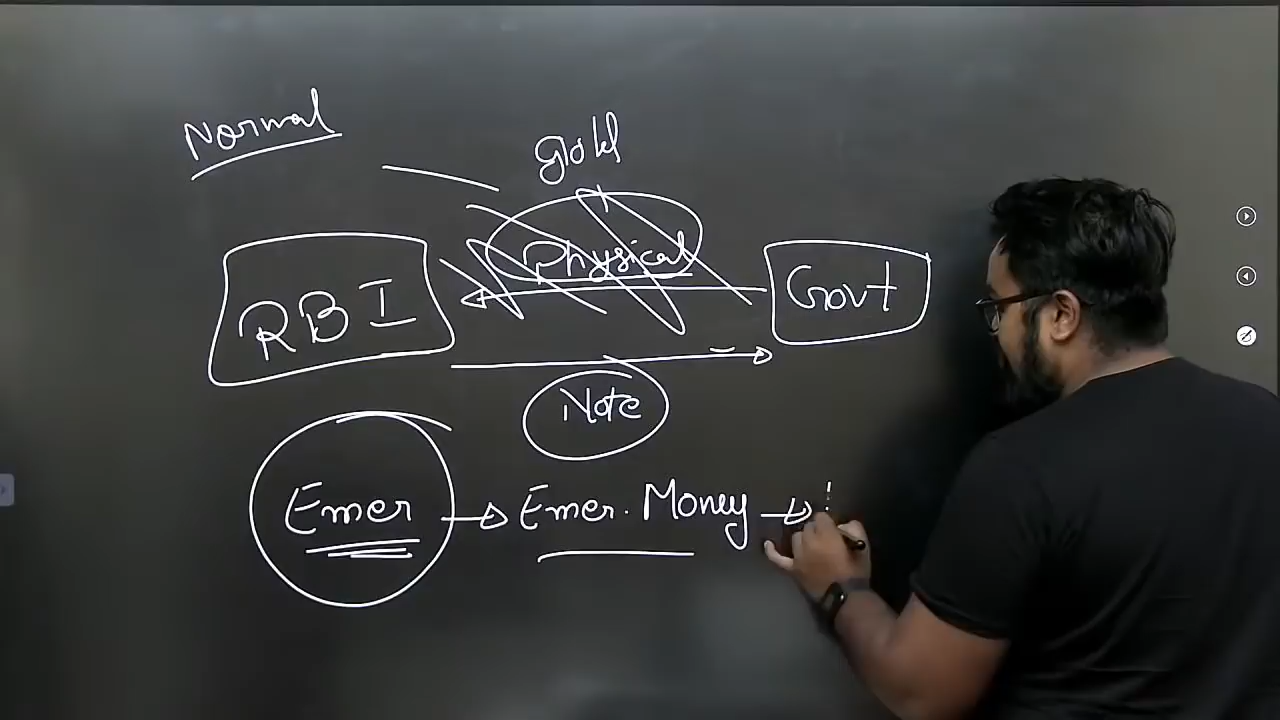 Normal
gold
Physical
RBI
Govt
Note
Emer → Emer. Money →